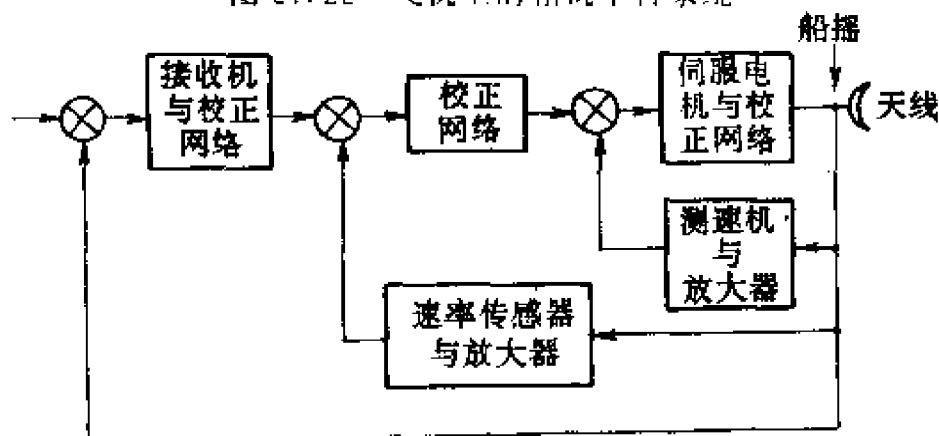 船摇
接收机
与校正
网络
校正
网络
伺服电
机与校
正网络
天线
测速机
与
放大器
速率传感器
与放大器